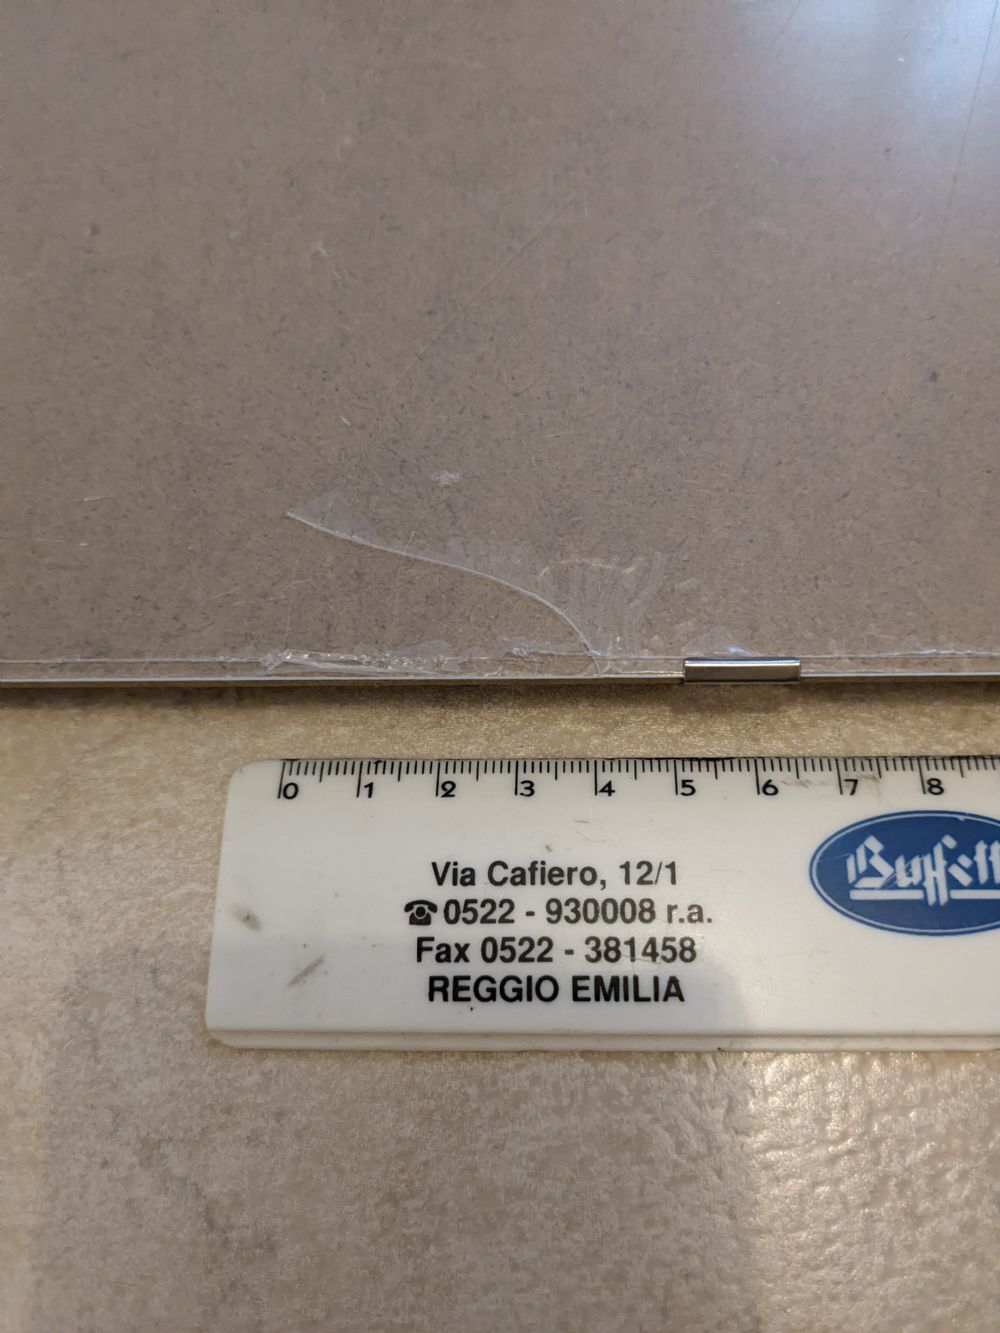 0 1 2 3 4 5 6 7 8
Via Cafiero, 12/1
☎ 0522 - 930008 r.a.
Fax 0522 - 381458
REGGIO EMILIA